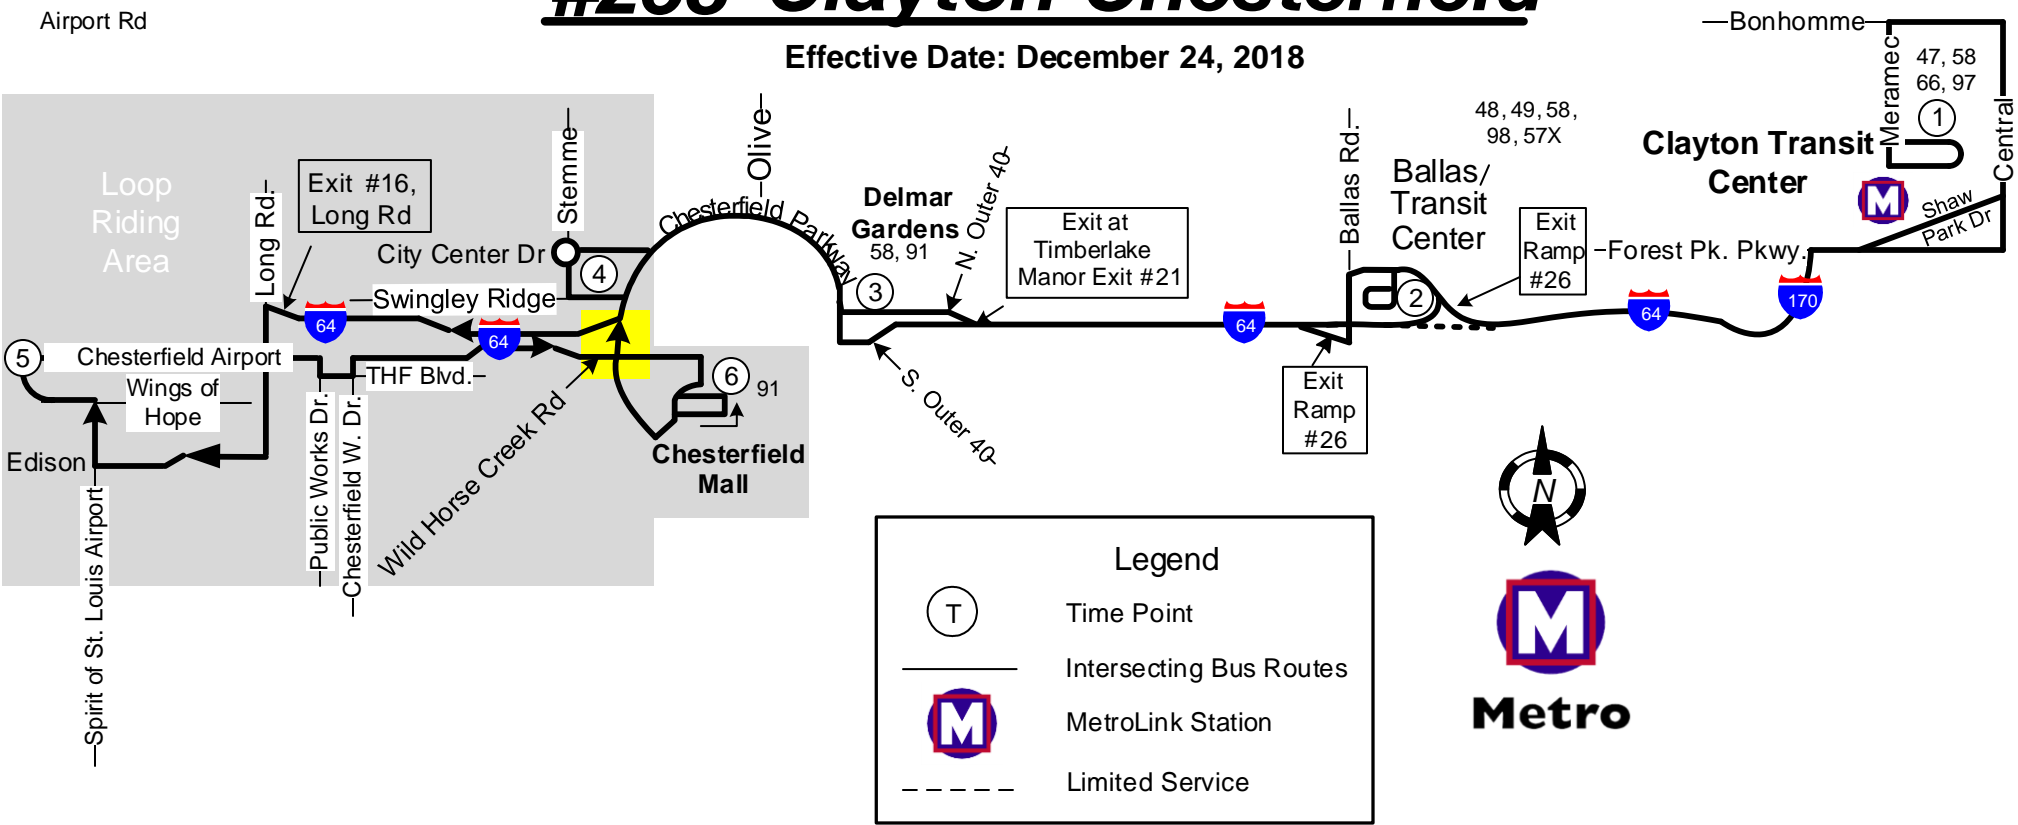 #258 Clayton-Chesterfield
Effective Date: December 24, 2018
Airport Rd
Bonhomme
Meramec
47, 58
66, 97
1
Central
Clayton Transit
Center
M
Shaw
Park Dr
Forest Pk. Pkwy.
170
64
Exit
Ramp
#26
48, 49, 58,
98, 57X
Ballas
Transit
Center
2
Ballas Rd.
Exit
Ramp
#26
64
Exit at
Timberlake
Manor Exit #21
N. Outer 40
S. Outer 40
Delmar
Gardens
58, 91
3
Olive
Chesterfield Parkway
Stemme
City Center Dr
4
Swingley Ridge
Loop
Riding
Area
Exit #16,
Long Rd
Long Rd.
64
64
5
Chesterfield Airport
THF Blvd.
Wings of
Hope
Edison
Spirit of St. Louis Airport
Public Works Dr.
Chesterfield W. Dr.
Wild Horse Creek Rd
6
91
Chesterfield
Mall
N
M
Metro
Legend
T
Time Point
Intersecting Bus Routes
M
MetroLink Station
Limited Service